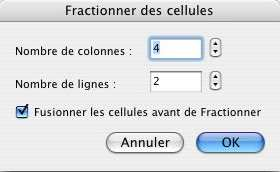 Fractionner des cellules
Nombre de colonnes : 4
Nombre de lignes : 2
Fusionner les cellules avant de Fractionner
Annuler OK